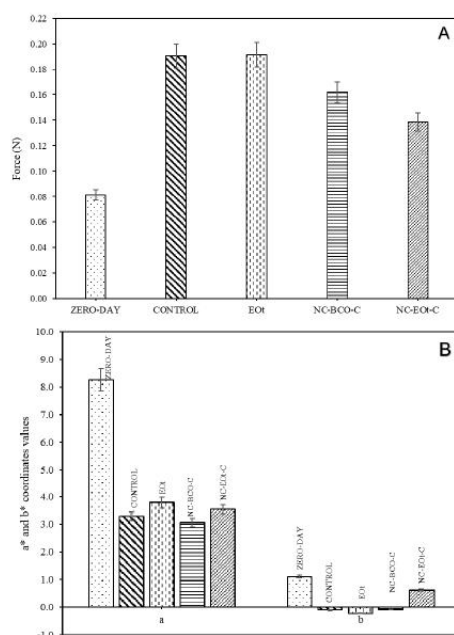 A
0.22
0.20
0.18
0.16
0.14
0.12
0.10
0.08
0.06
0.04
0.02
0.00
Force (N)
ZERO-DAY CONTROL EOt NC-BCO-C NC-EOt-C
B
10.0
9.0
8.0
7.0
6.0
5.0
4.0
3.0
2.0
1.0
0.0
-1.0
a* and b* coordinates values
ZERO-DAY
CONTROL
EOt
NC-BCO-C
NC-EOt-C
ZERO-DAY
CONTROL
EOt
NC-BCO-C
NC-EOt-C
a b